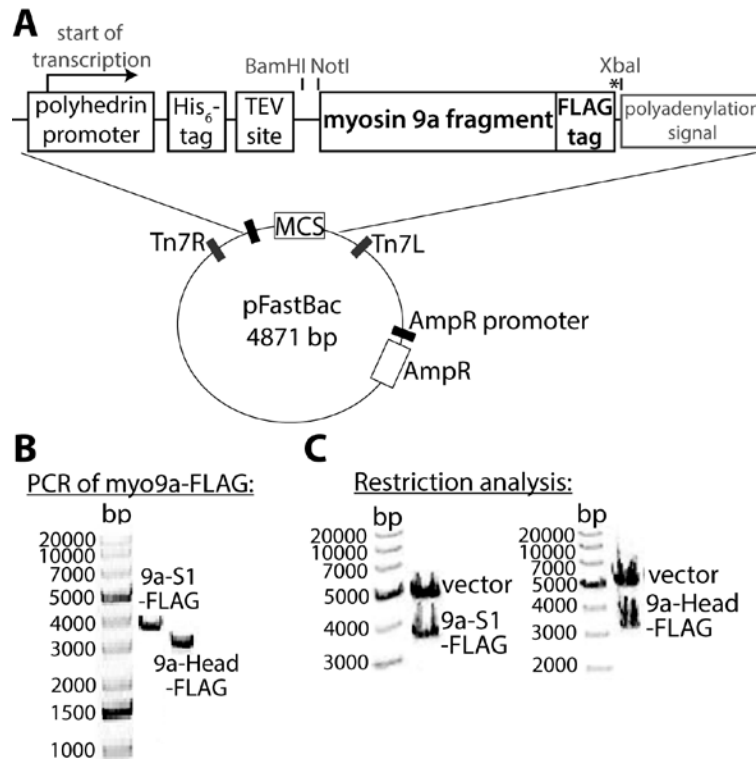 A
start of
transcription
BamHI NotI XbaI
*
polyhedrin
promoter
His6-
tag
TEV
site
myosin 9a fragment
FLAG
tag
polyadenylation
signal
MCS
Tn7R
Tn7L
pFastBac
4871 bp
AmpR promoter
AmpR
B
PCR of myo9a-FLAG:
bp
20000
10000
7000
5000
4000
3000
2000
1500
1000
9a-S1
-FLAG
9a-Head
-FLAG
C
Restriction analysis:
bp
20000
10000
7000
5000
4000
3000
vector
9a-S1
-FLAG
bp
20000
10000
7000
5000
4000
3000
2000
vector
9a-Head
-FLAG